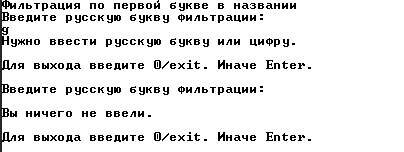 Фильтрация по первой букве в названии
Введите русскую букву фильтрации:
g
Нужно ввести русскую букву или цифру.
Для выхода введите 0/exit. Иначе Enter.
Введите русскую букву фильтрации:
Вы ничего не ввели.
Для выхода введите 0/exit. Иначе Enter.